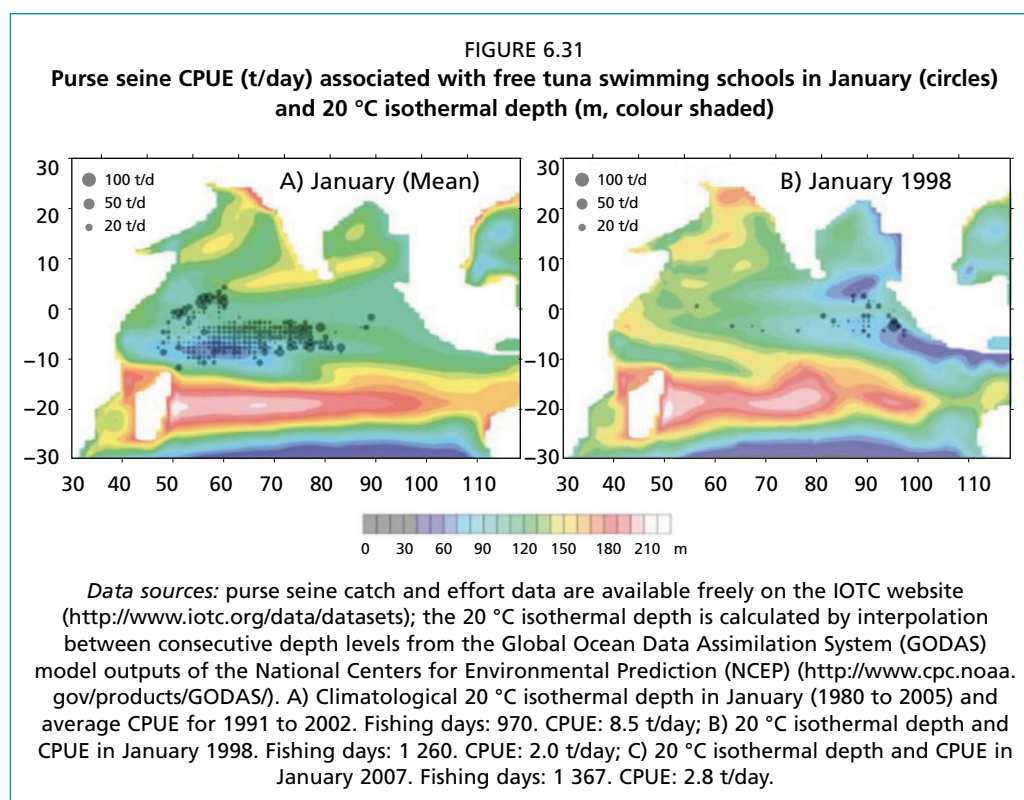 FIGURE 6.31
Purse seine CPUE (t/day) associated with free tuna swimming schools in January (circles)
and 20 °C isothermal depth (m, colour shaded)
100 t/d
50 t/d
20 t/d
A) January (Mean)
30
20
10
0
−10
−20
−30
30 40 50 60 70 80 90 100 110
100 t/d
50 t/d
20 t/d
B) January 1998
30
20
10
0
−10
−20
−30
30 40 50 60 70 80 90 100 110
0 30 60 90 120 150 180 210 m
Data sources: purse seine catch and effort data are available freely on the IOTC website
(http://www.iotc.org/data/datasets); the 20 °C isothermal depth is calculated by interpolation
between consecutive depth levels from the Global Ocean Data Assimilation System (GODAS)
model outputs of the National Centers for Environmental Prediction (NCEP) (http://www.cpc.noaa.
gov/products/GODAS/). A) Climatological 20 °C isothermal depth in January (1980 to 2005) and
average CPUE for 1991 to 2002. Fishing days: 970. CPUE: 8.5 t/day; B) 20 °C isothermal depth and
CPUE in January 1998. Fishing days: 1 260. CPUE: 2.0 t/day; C) 20 °C isothermal depth and CPUE in
January 2007. Fishing days: 1 367. CPUE: 2.8 t/day.